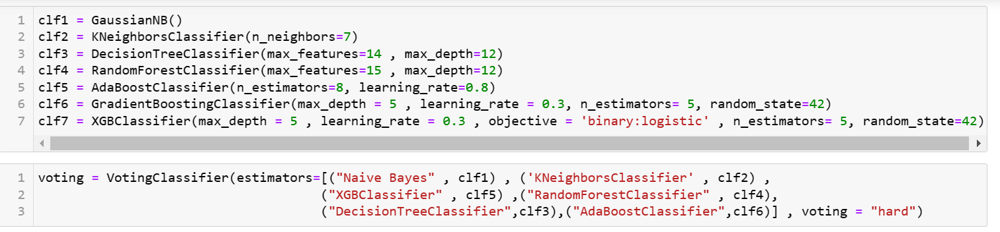 1 clf1 = GaussianNB()
2 clf2 = KNeighborsClassifier(n_neighbors=7)
3 clf3 = DecisionTreeClassifier(max_features=14 , max_depth=12)
4 clf4 = RandomForestClassifier(max_features=15 , max_depth=12)
5 clf5 = AdaBoostClassifier(n_estimators=8, learning_rate=0.8)
6 clf6 = GradientBoostingClassifier(max_depth = 5 , learning_rate = 0.3, n_estimators= 5, random_state=42)
7 clf7 = XGBClassifier(max_depth = 5 , learning_rate = 0.3 , objective = 'binary:logistic' , n_estimators= 5, random_state=42)
1 voting = VotingClassifier(estimators=[("Naive Bayes" , clf1) , ('KNeighborsClassifier' , clf2) ,
2 ("XGBClassifier" , clf5) ,("RandomForestClassifier" , clf4),
3 ("DecisionTreeClassifier",clf3),("AdaBoostClassifier",clf6)] , voting = "hard")